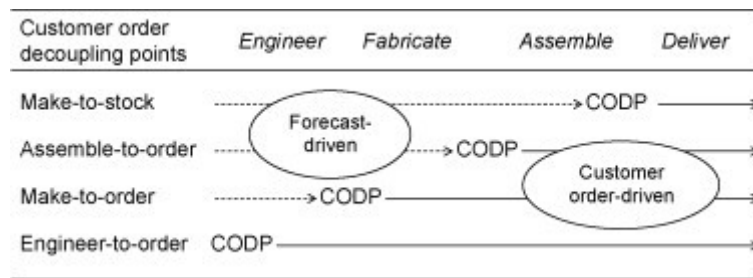 Customer order
decoupling points
Engineer Fabricate Assemble Deliver
Make-to-stock CODP
Forecast-
driven
Assemble-to-order CODP
Customer
order-driven
Make-to-order CODP
Engineer-to-order CODP